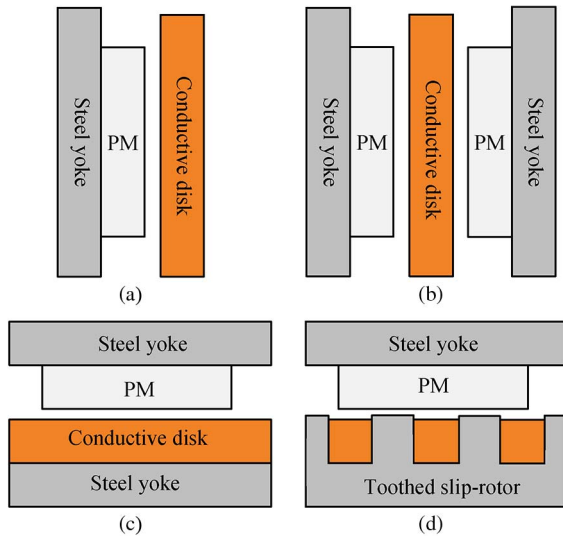 Steel yoke
PM
Conductive disk
(a)
Steel yoke
PM
Conductive disk
PM
Steel yoke
(b)
Steel yoke
PM
Conductive disk
Steel yoke
(c)
Steel yoke
PM
Toothed slip-rotor
(d)